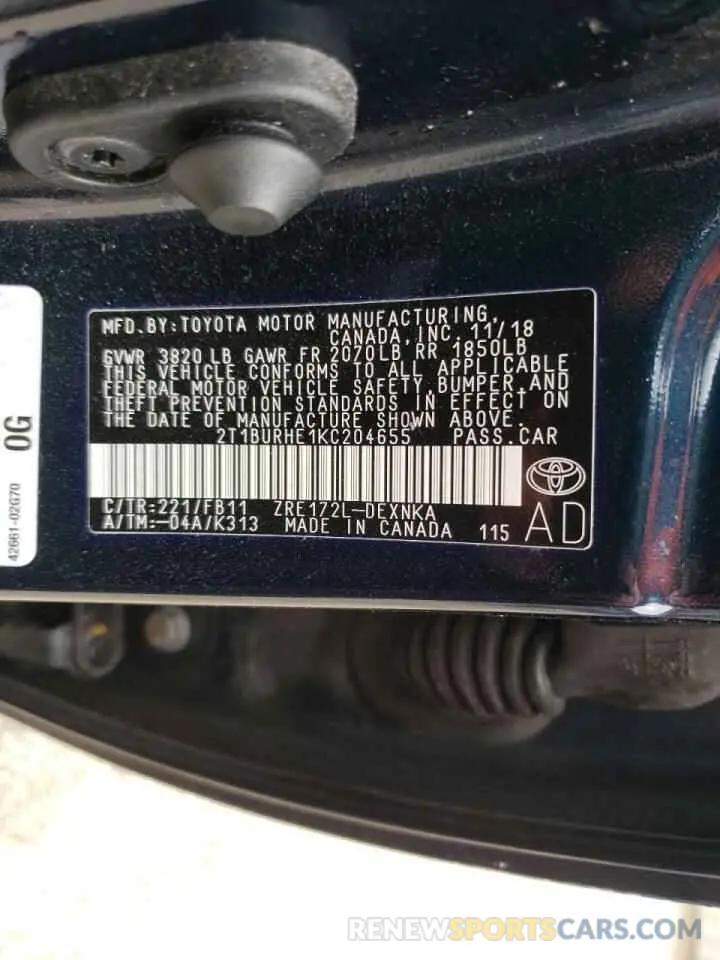 MFD. BY: TOYOTA MOTOR MANUFACTURING,
CANADA, INC. 11/18
GVWR 3820 LB GAWR FR 2070LB RR 1850LB
THIS VEHICLE CONFORMS TO ALL APPLICABLE
FEDERAL MOTOR VEHICLE SAFETY, BUMPER, AND
THEFT PREVENTION STANDARDS IN EFFECT ON
THE DATE OF MANUFACTURE SHOWN ABOVE.
2T1BURHE1KC204655 PASS. CAR
C/TR: 221/FB11 ZRE172L-DEXNKA
A/TM: -04A/K313 MADE IN CANADA 115
AD
0G
42661-02G70
RENEWSPORTSCARS.COM